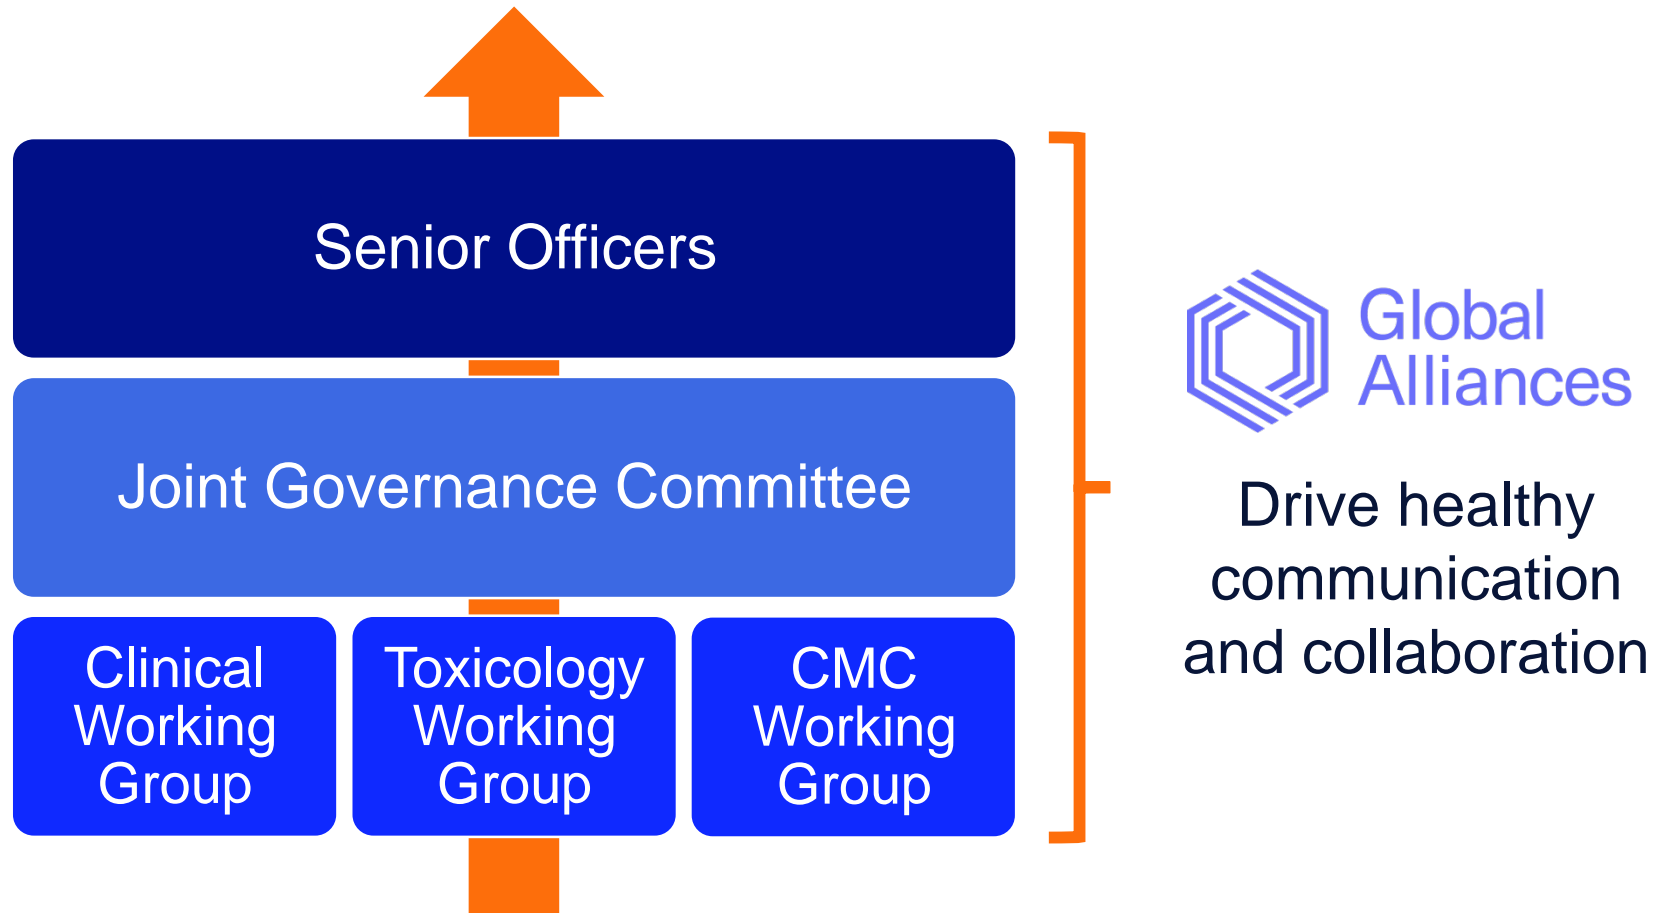 Senior Officers
Joint Governance Committee
Clinical
Working
Group
Toxicology
Working
Group
CMC
Working
Group
Global
Alliances
Drive healthy
communication
and collaboration